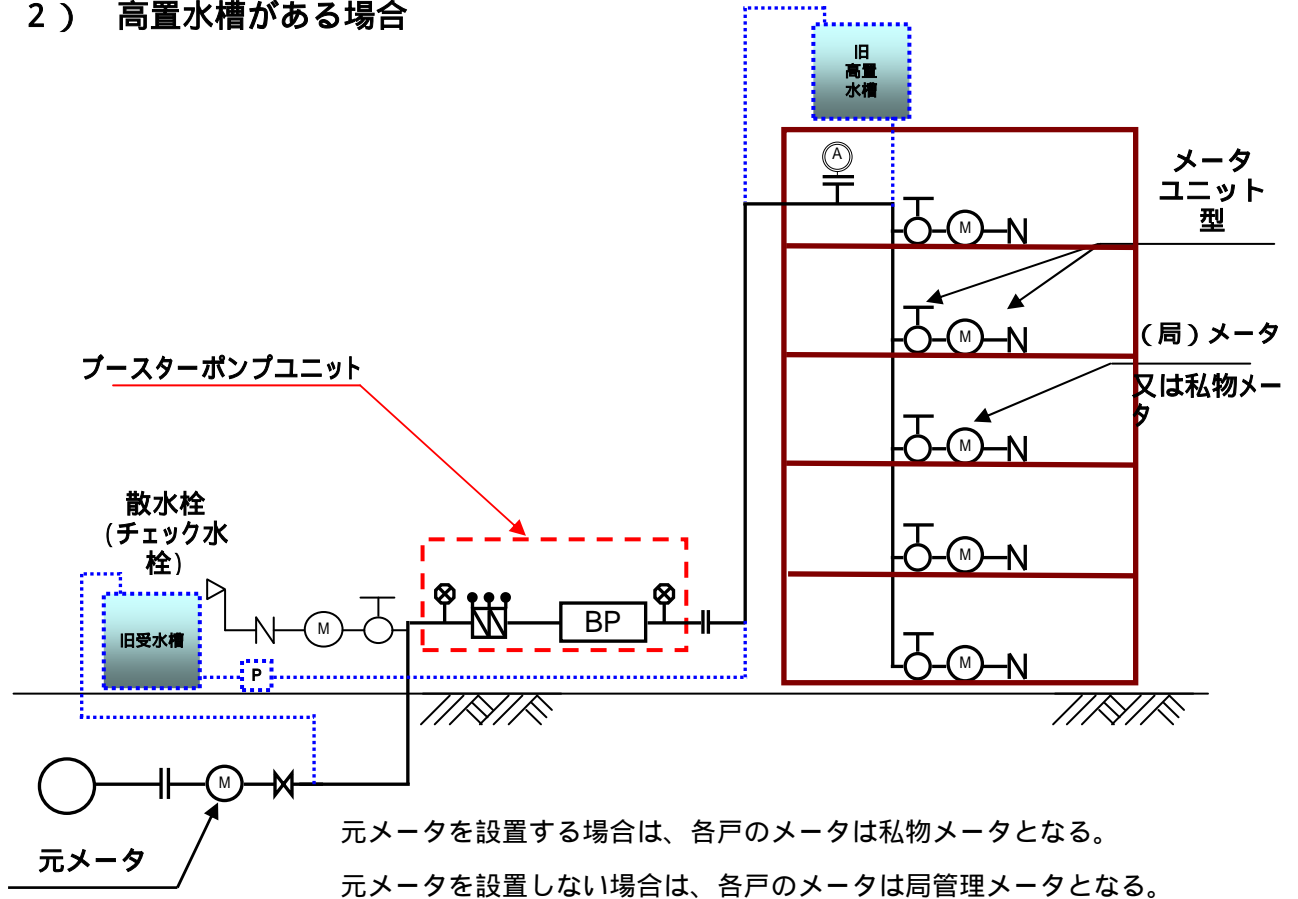 ２） 高置水槽がある場合
旧
高置
水槽
A
メータ
ユニット
型
M
M
（局）メータ
又は私物メー
タ
M
M
M
ブースターポンプユニット
散水栓
(チェック水
栓)
BP
旧受水槽
M
P
M
元メータ
元メータを設置する場合は、各戸のメータは私物メータとなる。
元メータを設置しない場合は、各戸のメータは局管理メータとなる。